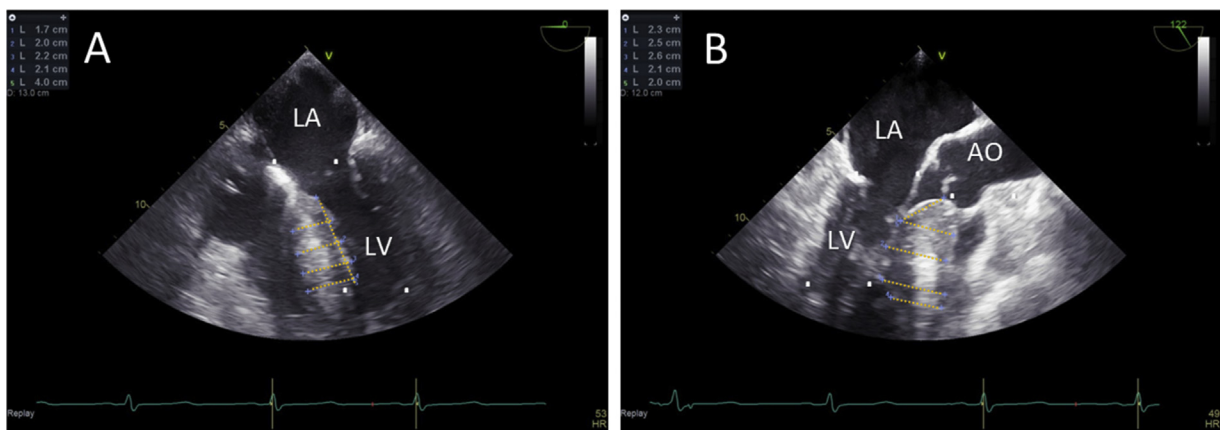 A
1 L 1.7 cm
2 L 2.0 cm
3 L 2.2 cm
4 L 2.1 cm
5 L 4.0 cm
D: 13.0 cm
0
V
LA
5
LV
10
Replay
53
HR
B
1 L 2.3 cm
2 L 2.5 cm
3 L 2.6 cm
4 L 2.1 cm
5 L 2.0 cm
D: 12.0 cm
122
V
LA
AO
5
LV
10
Replay
49
HR